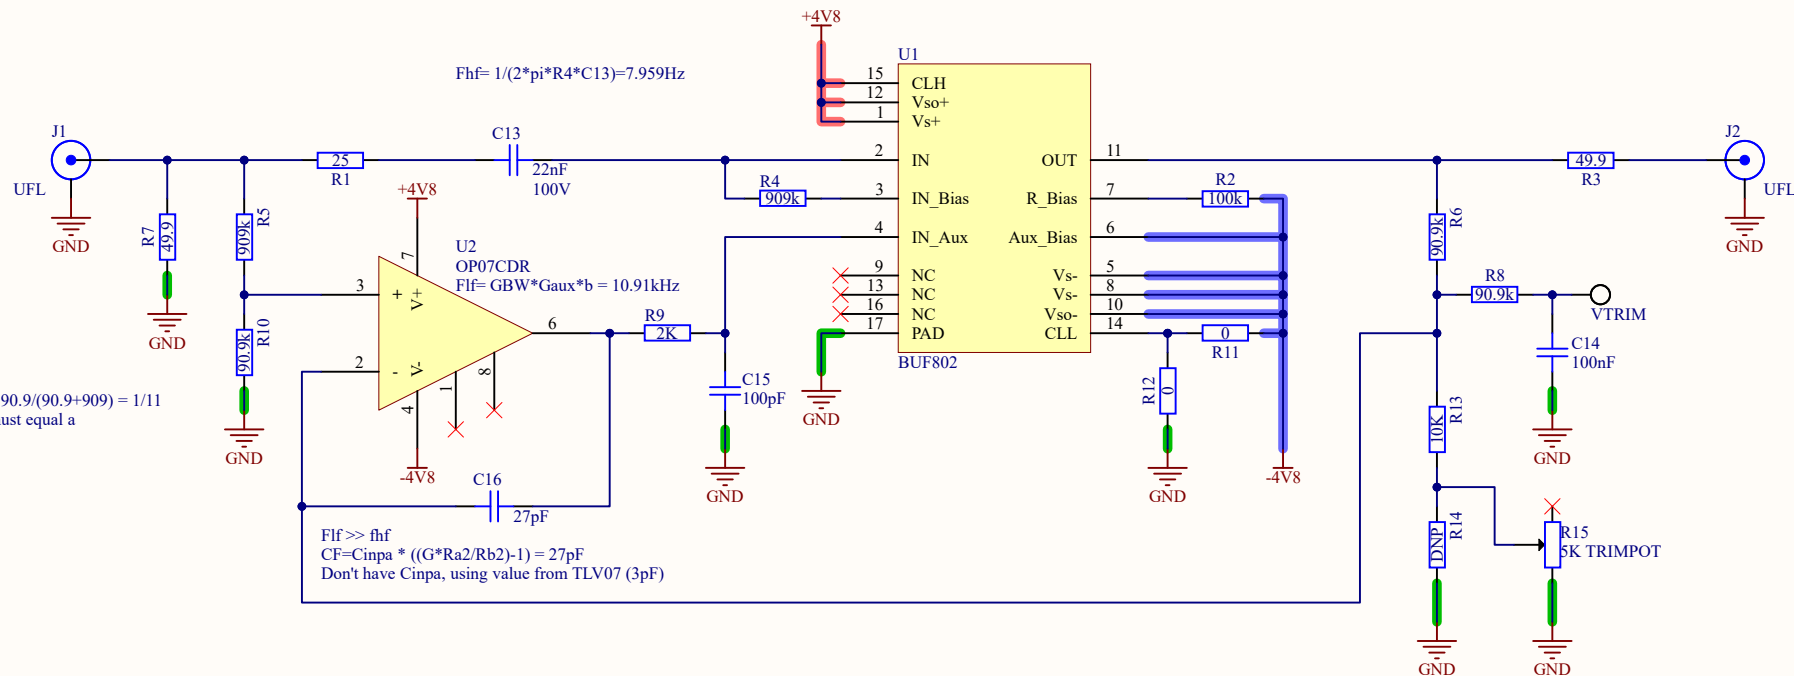 +4V8
U1
Fhf= 1/(2*pi*R4*C13)=7.959Hz
15
CLH
12
Vso+
1
Vs+
J1
UFL
GND
25
R1
C13
22nF
100V
2
IN
OUT
11
49.9
R3
J2
UFL
GND
R4
909k
3
IN_Bias
R_Bias
7
R2
100k
4
IN_Aux
Aux_Bias
6
R7
49.9
GND
909k
R5
+4V8
7
U2
OP07CDR
Flf= GBW*Gaux*b = 10.91kHz
3
+
V+
6
R9
2K
2
-
V-
4
1
8
-4V8
9
NC
13
NC
16
NC
17
PAD
Vs-
5
Vs-
8
Vso-
10
CLL
14
0
R11
BUF802
GND
90.9k
R6
R8
90.9k
VTRIM
C14
100nF
GND
90.9k
R10
GND
90.9/(90.9+909) = 1/11
ust equal a
C15
100pF
GND
R12
0
GND
-4V8
10K
R13
C16
27pF
DNP
R14
GND
R15
5K TRIMPOT
GND
Flf >> fhf
CF=Cinpa * ((G*Ra2/Rb2)-1) = 27pF
Don't have Cinpa, using value from TLV07 (3pF)